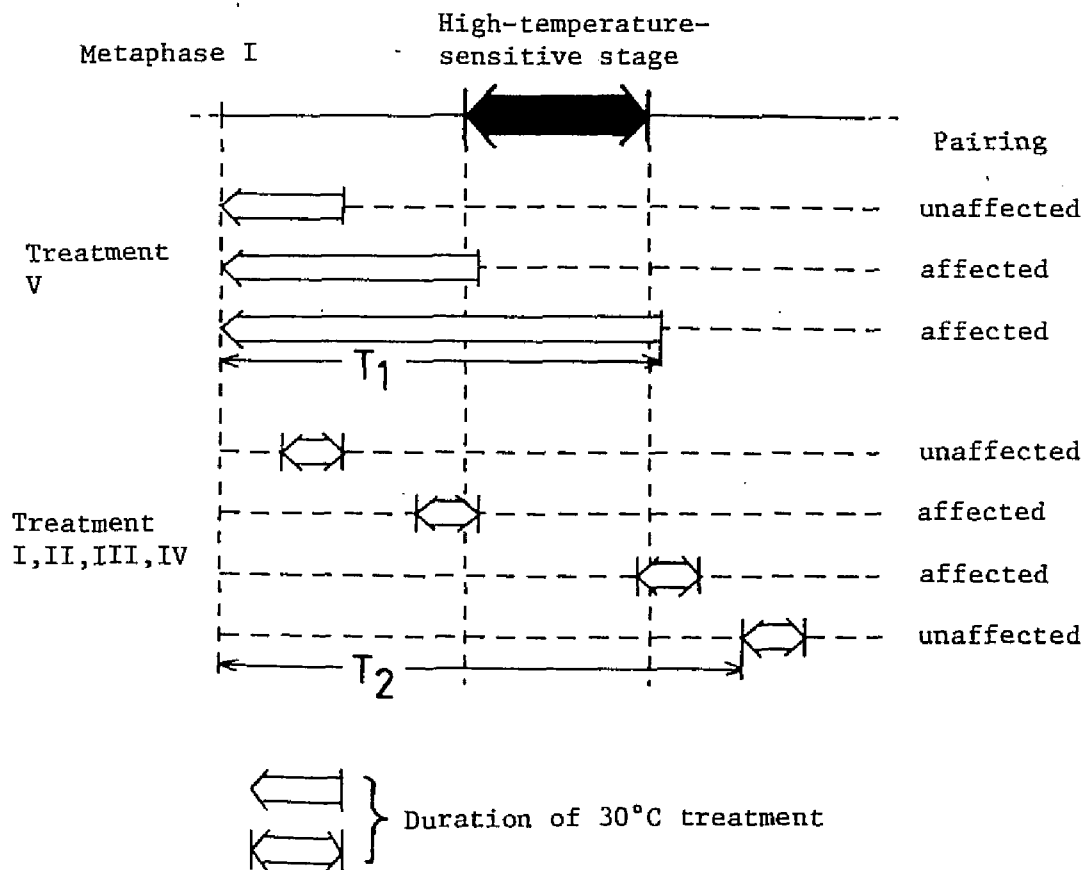 High-temperature-
sensitive stage
Metaphase I
Pairing
unaffected
Treatment
V
affected
affected
T1
unaffected
affected
Treatment
I,II,III,IV
affected
unaffected
T2
Duration of 30°C treatment